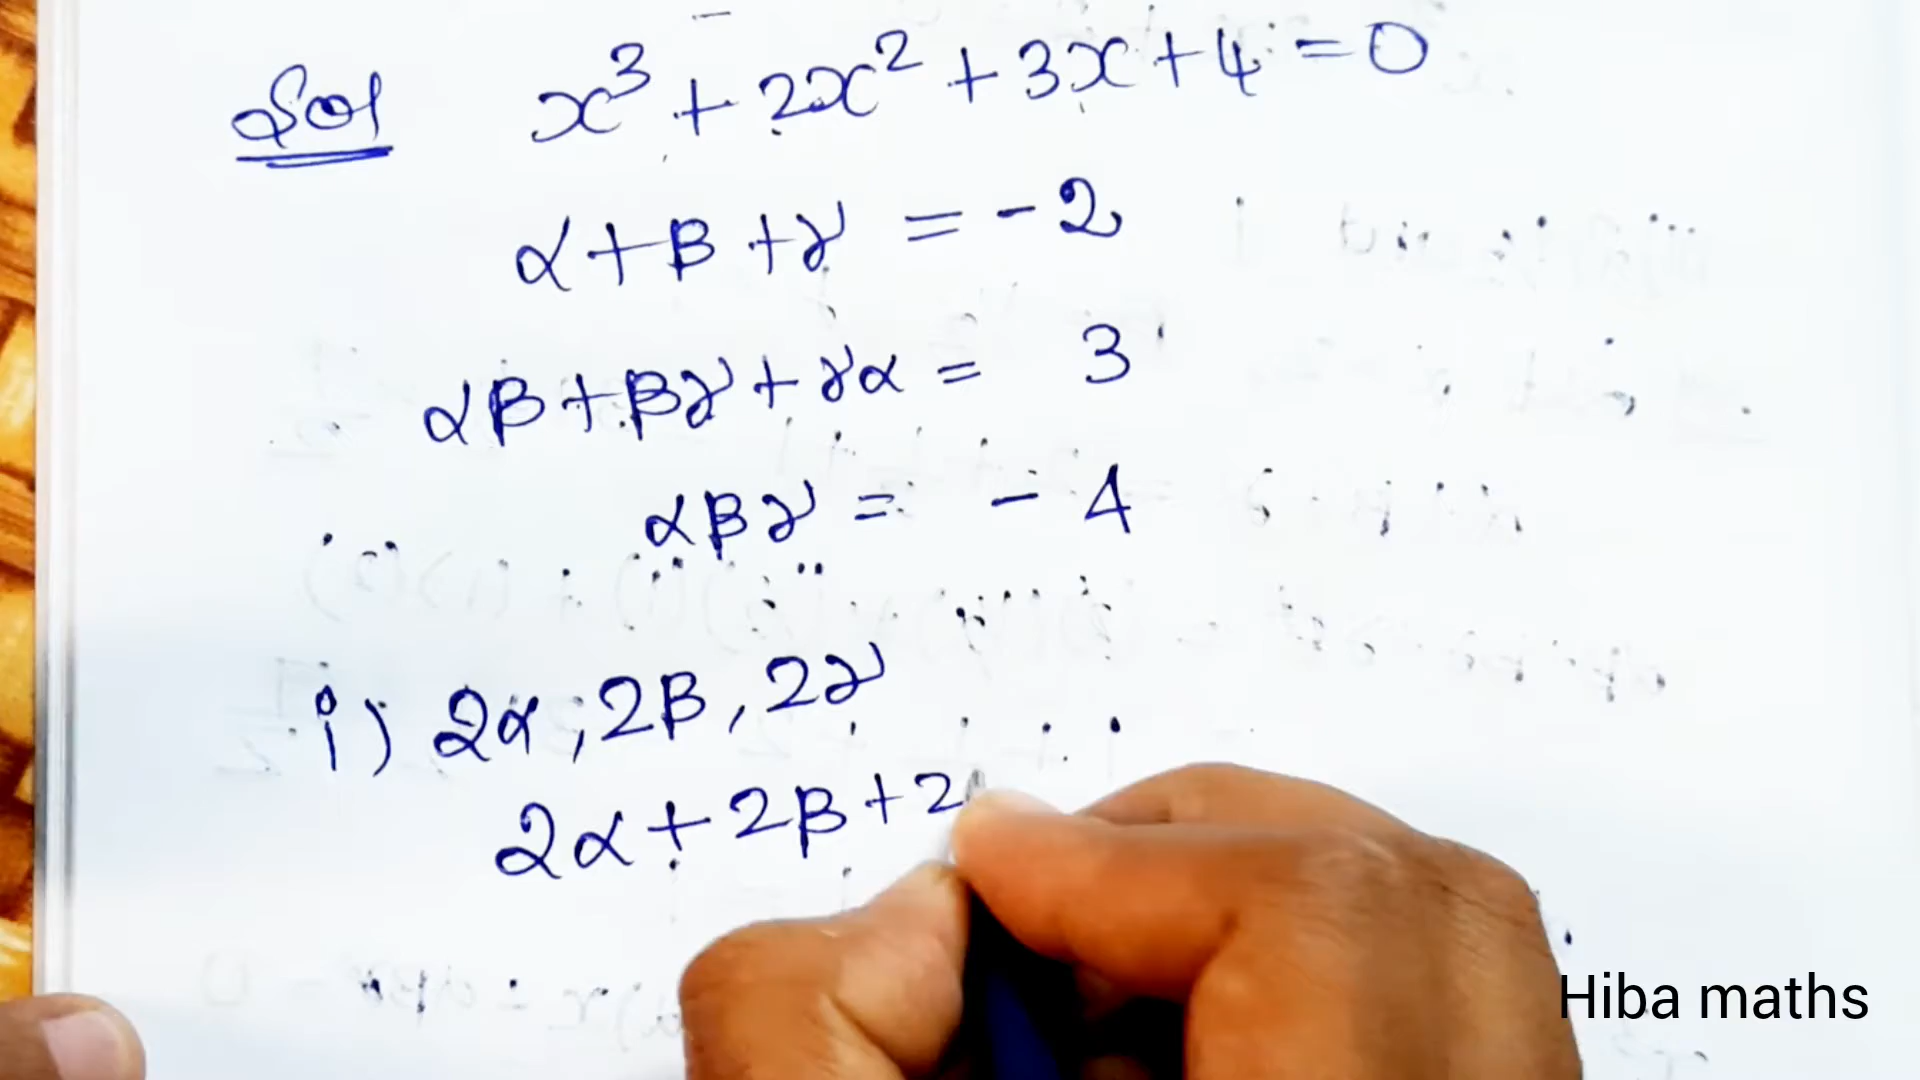 Sol x³ + 2x² + 3x + 4 = 0
α + β + γ = -2
αβ + βγ + γα = 3
αβγ = -4
i) 2α, 2β, 2γ
2α + 2β + 2
Hiba maths